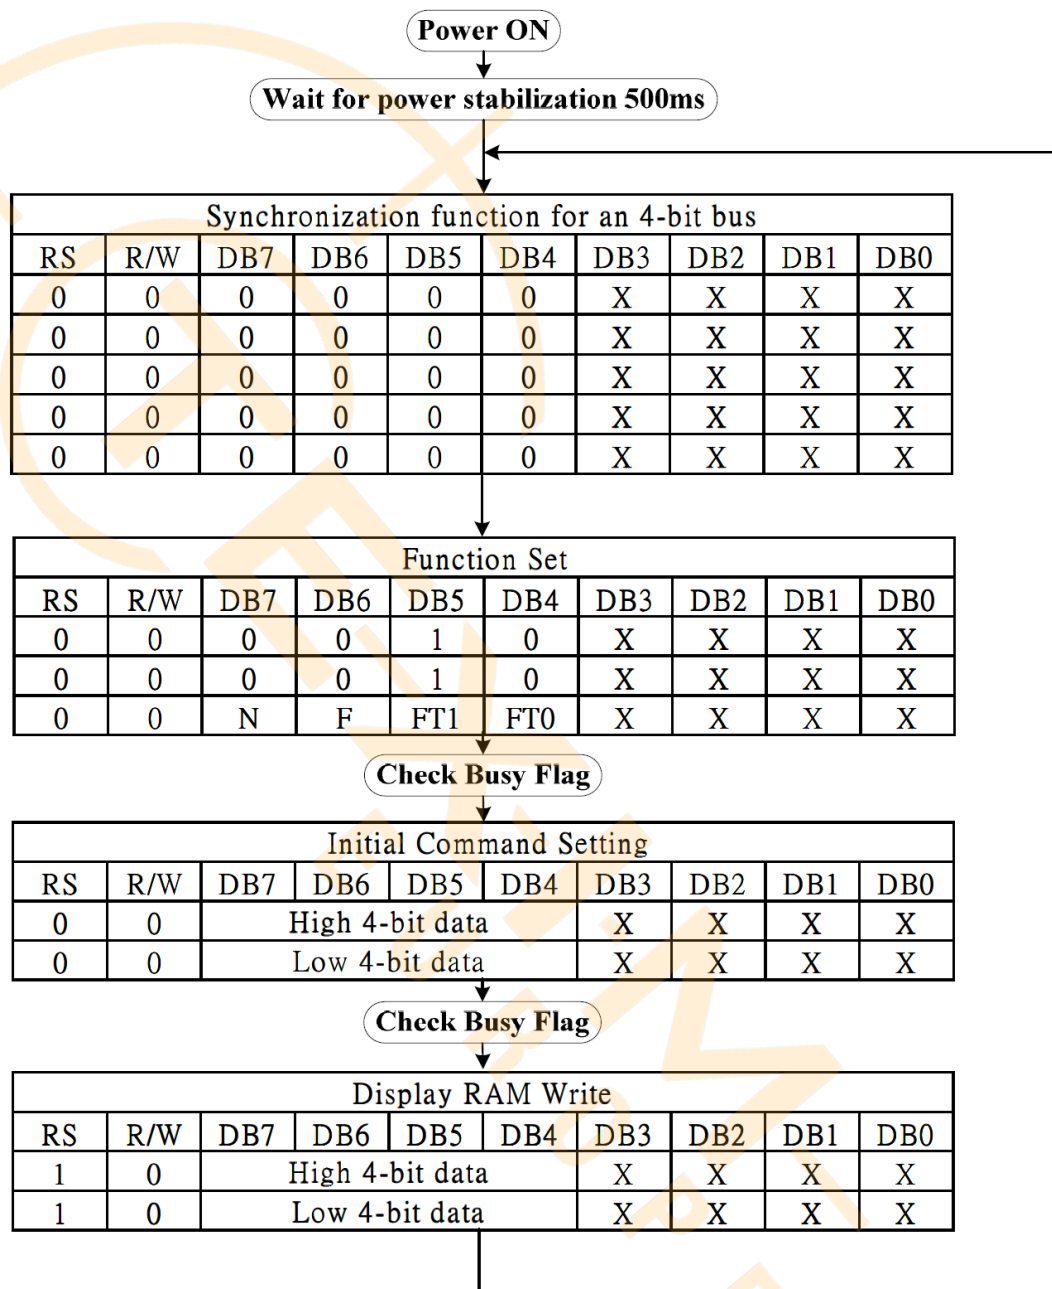 Power ON
Wait for power stabilization 500ms
Synchronization function for an 4-bit bus
RS R/W DB7 DB6 DB5 DB4 DB3 DB2 DB1 DB0
0 0 0 0 0 0 X X X X
0 0 0 0 0 0 X X X X
0 0 0 0 0 0 X X X X
0 0 0 0 0 0 X X X X
0 0 0 0 0 0 X X X X
Function Set
RS R/W DB7 DB6 DB5 DB4 DB3 DB2 DB1 DB0
0 0 0 0 1 0 X X X X
0 0 0 0 1 0 X X X X
0 0 N F FT1 FT0 X X X X
Check Busy Flag
Initial Command Setting
RS R/W DB7 DB6 DB5 DB4 DB3 DB2 DB1 DB0
0 0 High 4-bit data X X X X
0 0 Low 4-bit data X X X X
Check Busy Flag
Display RAM Write
RS R/W DB7 DB6 DB5 DB4 DB3 DB2 DB1 DB0
1 0 High 4-bit data X X X X
1 0 Low 4-bit data X X X X